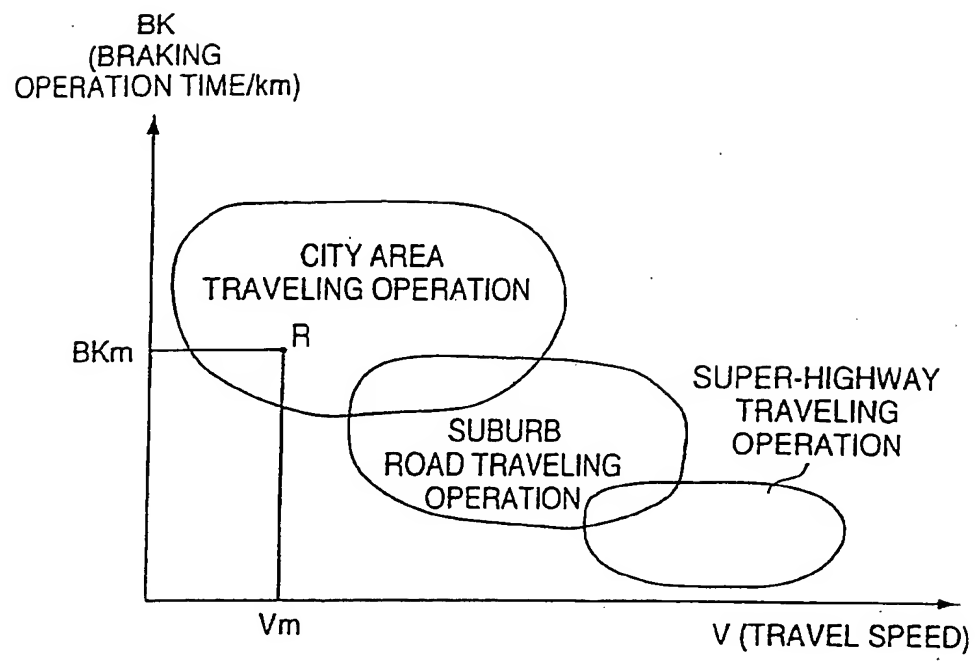 BK
(BRAKING
OPERATION TIME/km)
CITY AREA
TRAVELING OPERATION
R
BKm
SUPER-HIGHWAY
TRAVELING
OPERATION
SUBURB
ROAD TRAVELING
OPERATION
Vm
V (TRAVEL SPEED)